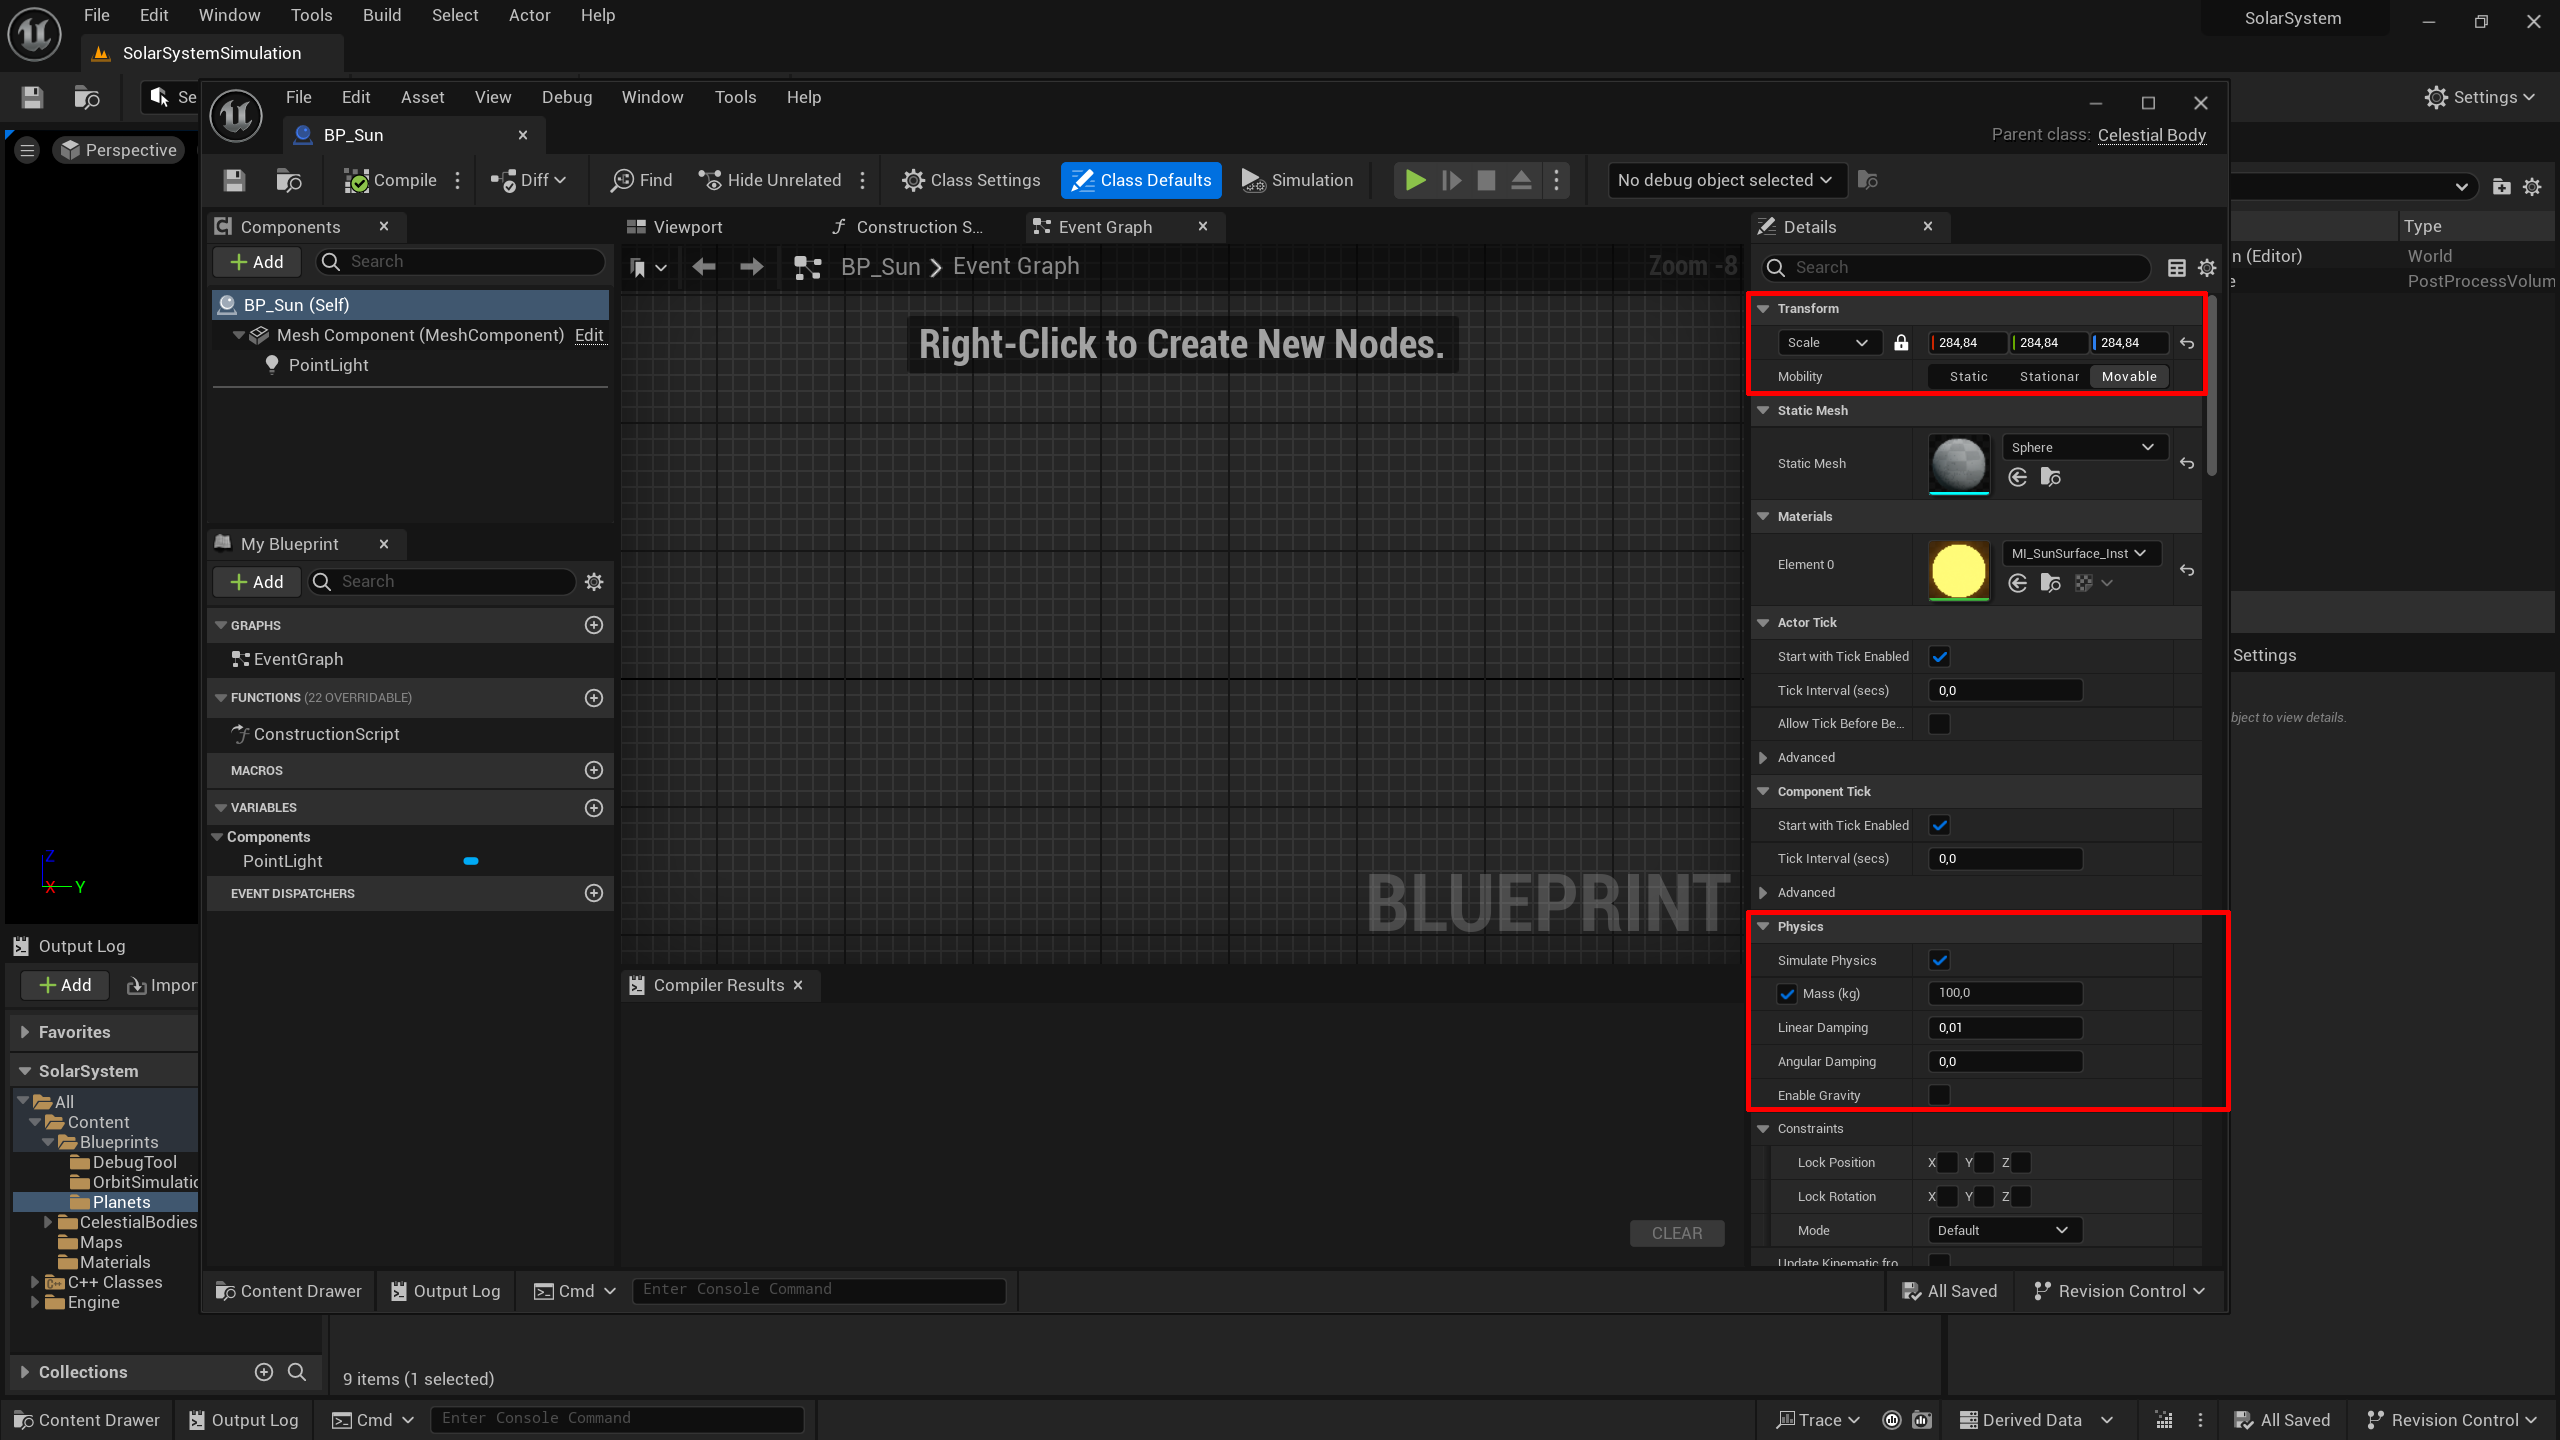 File Edit Window Tools Build Select Actor Help
SolarSystem
SolarSystemSimulation
Se
Settings
File Edit Asset View Debug Window Tools Help
BP_Sun
Parent class: Celestial Body
Perspective
Compile Diff Find Hide Unrelated Class Settings Class Defaults Simulation No debug object selected
Components
Add Search
BP_Sun (Self)
Mesh Component (MeshComponent) Edit
PointLight
My Blueprint
Add Search
GRAPHS
EventGraph
FUNCTIONS (22 OVERRIDABLE)
ConstructionScript
MACROS
VARIABLES
Components
PointLight
EVENT DISPATCHERS
Viewport Construction S... Event Graph
BP_Sun > Event Graph Zoom -8
Right-Click to Create New Nodes.
BLUEPRINT
Compiler Results
CLEAR
Details
Search
Transform
Scale 284,84 284,84 284,84
Mobility Static Stationar Movable
Static Mesh
Static Mesh Sphere
Materials
Element 0 MI_SunSurface_Inst
Actor Tick
Start with Tick Enabled
Tick Interval (secs) 0,0
Allow Tick Before Be...
Advanced
Component Tick
Start with Tick Enabled
Tick Interval (secs) 0,0
Advanced
Physics
Simulate Physics
Mass (kg) 100,0
Linear Damping 0,01
Angular Damping 0,0
Enable Gravity
Constraints
Lock Position X Y Z
Lock Rotation X Y Z
Mode Default
Update Kinematic fro
Content Drawer Output Log Cmd Enter Console Command All Saved Revision Control
Type
n (Editor) World
e PostProcessVolum
Settings
bject to view details.
Z
X Y
Output Log
Add Impor
Favorites
SolarSystem
All
Content
Blueprints
DebugTool
OrbitSimulatio
Planets
CelestialBodies
Maps
Materials
C++ Classes
Engine
Collections
9 items (1 selected)
Content Drawer Output Log Cmd Enter Console Command Trace Derived Data All Saved Revision Control